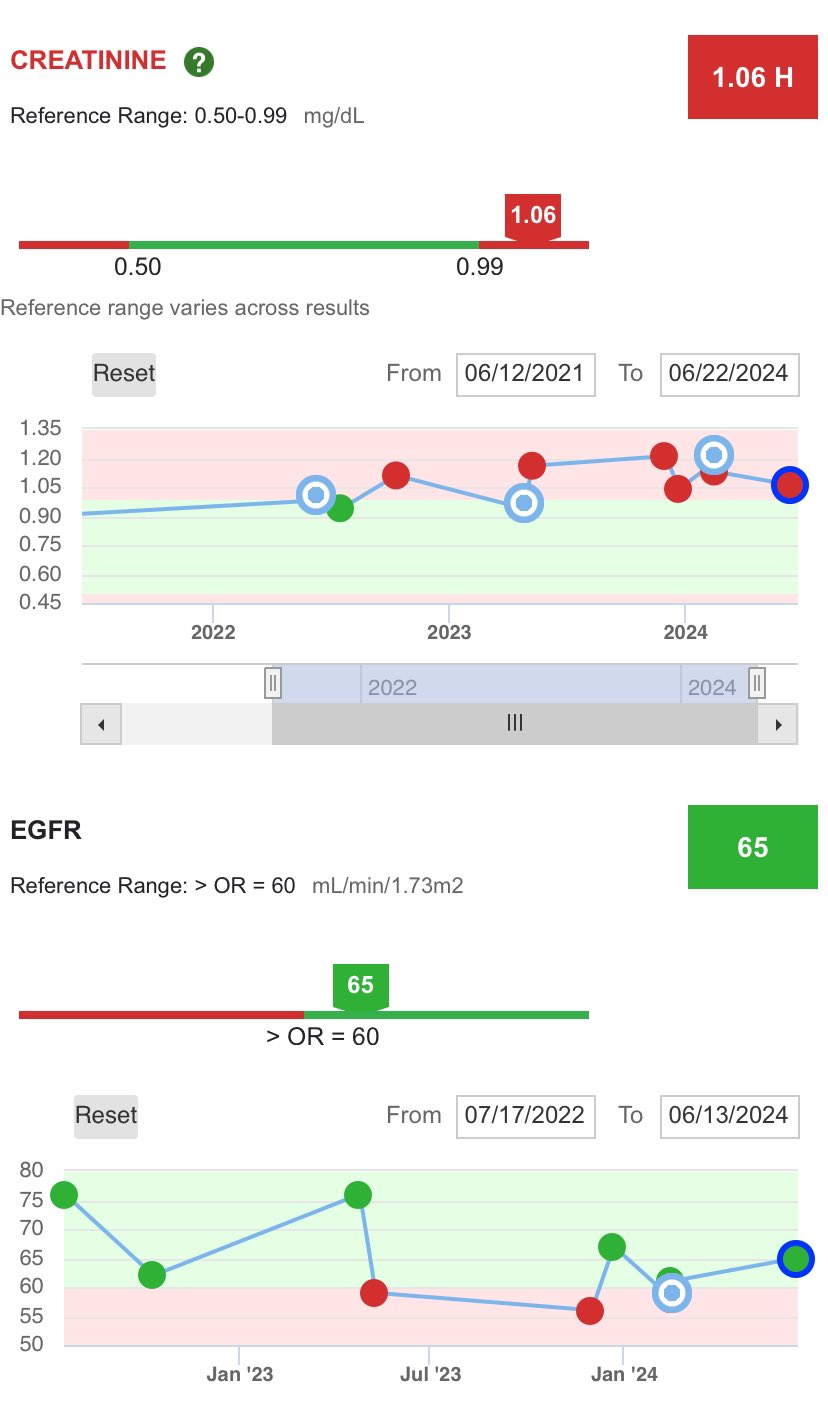 CREATININE ?
1.06 H
Reference Range: 0.50-0.99 mg/dL
1.06
0.50 0.99
Reference range varies across results
Reset From 06/12/2021 To 06/22/2024
1.35
1.20
1.05
0.90
0.75
0.60
0.45
2022 2023 2024
2022 2024
EGFR
65
Reference Range: > OR = 60 mL/min/1.73m2
65
> OR = 60
Reset From 07/17/2022 To 06/13/2024
80
75
70
65
60
55
50
Jan '23 Jul '23 Jan '24